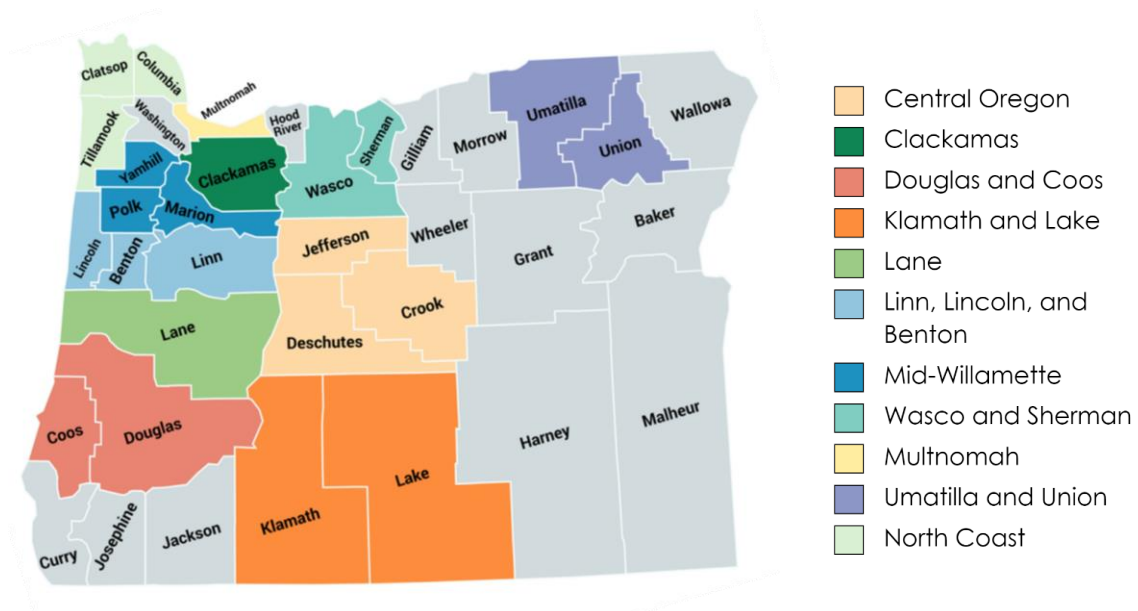 Clatsop
Columbia
Multnomah
Tillamook
Washington
Hood
River
Sherman
Gilliam
Morrow
Umatilla
Union
Wallowa
Yamhill
Clackamas
Wasco
Polk
Marion
Lincoln
Benton
Linn
Jefferson
Wheeler
Grant
Baker
Lane
Crook
Deschutes
Coos
Douglas
Harney
Malheur
Lake
Klamath
Curry
Josephine
Jackson
Central Oregon
Clackamas
Douglas and Coos
Klamath and Lake
Lane
Linn, Lincoln, and
Benton
Mid-Willamette
Wasco and Sherman
Multnomah
Umatilla and Union
North Coast